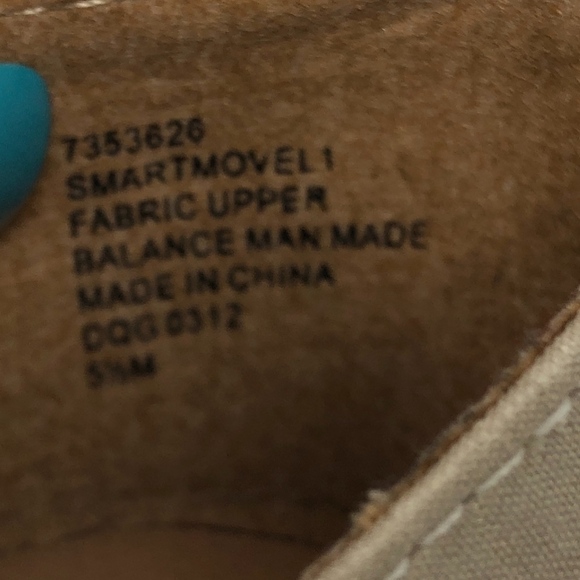 7353626
SMARTMOVEL1
FABRIC UPPER
BALANCE MAN MADE
MADE IN CHINA
DQG 0312
5½M